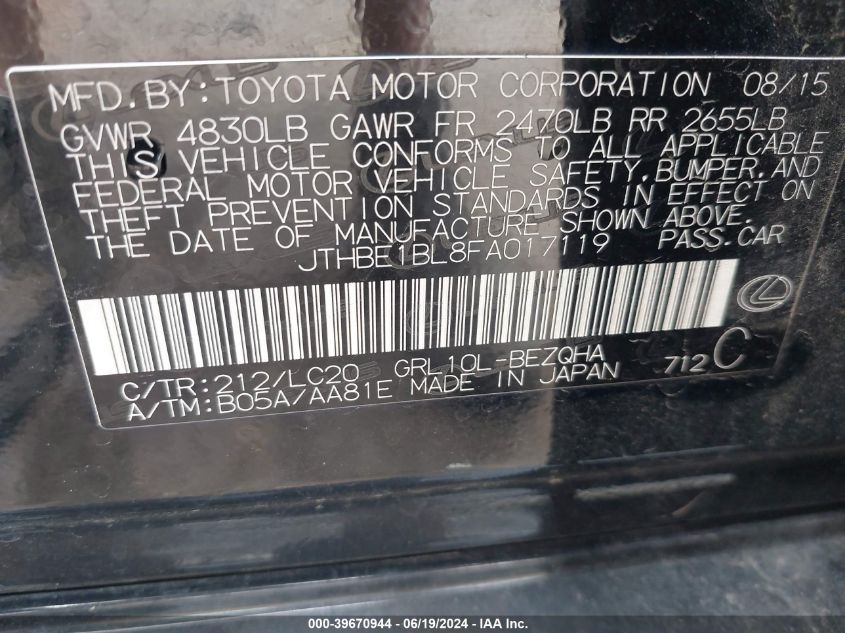 MFD.BY:TOYOTA MOTOR CORPORATION 08/15
GVWR 4830LB GAWR FR 2470LB RR 2655LB
THIS VEHICLE CONFORMS TO ALL APPLICABLE
FEDERAL MOTOR VEHICLE SAFETY,BUMPER,AND
THEFT PREVENTION STANDARDS IN EFFECT ON
THE DATE OF MANUFACTURE SHOWN ABOVE.
JTHBE1BL8FA017119 PASS.CAR
C/TR:212/LC20 GRL10L-BEZQHA 712C
A/TM:B05A/AA81E MADE IN JAPAN
000-39670944 - 06/19/2024 - IAA Inc.